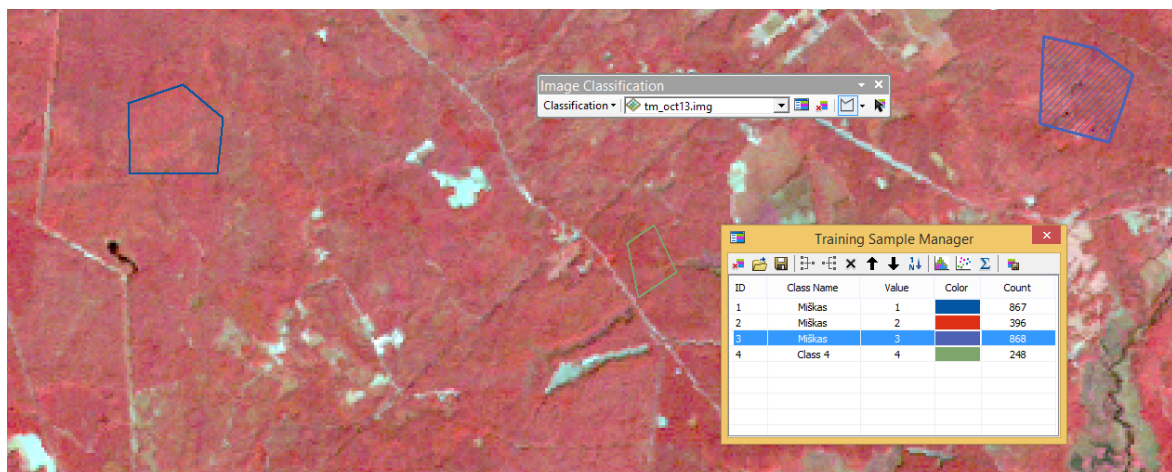 Image Classification
Classification tm_oct13.img
Training Sample Manager
ID Class Name Value Color Count
1 Miškas 1 867
2 Miškas 2 396
3 Miškas 3 868
4 Class 4 4 248